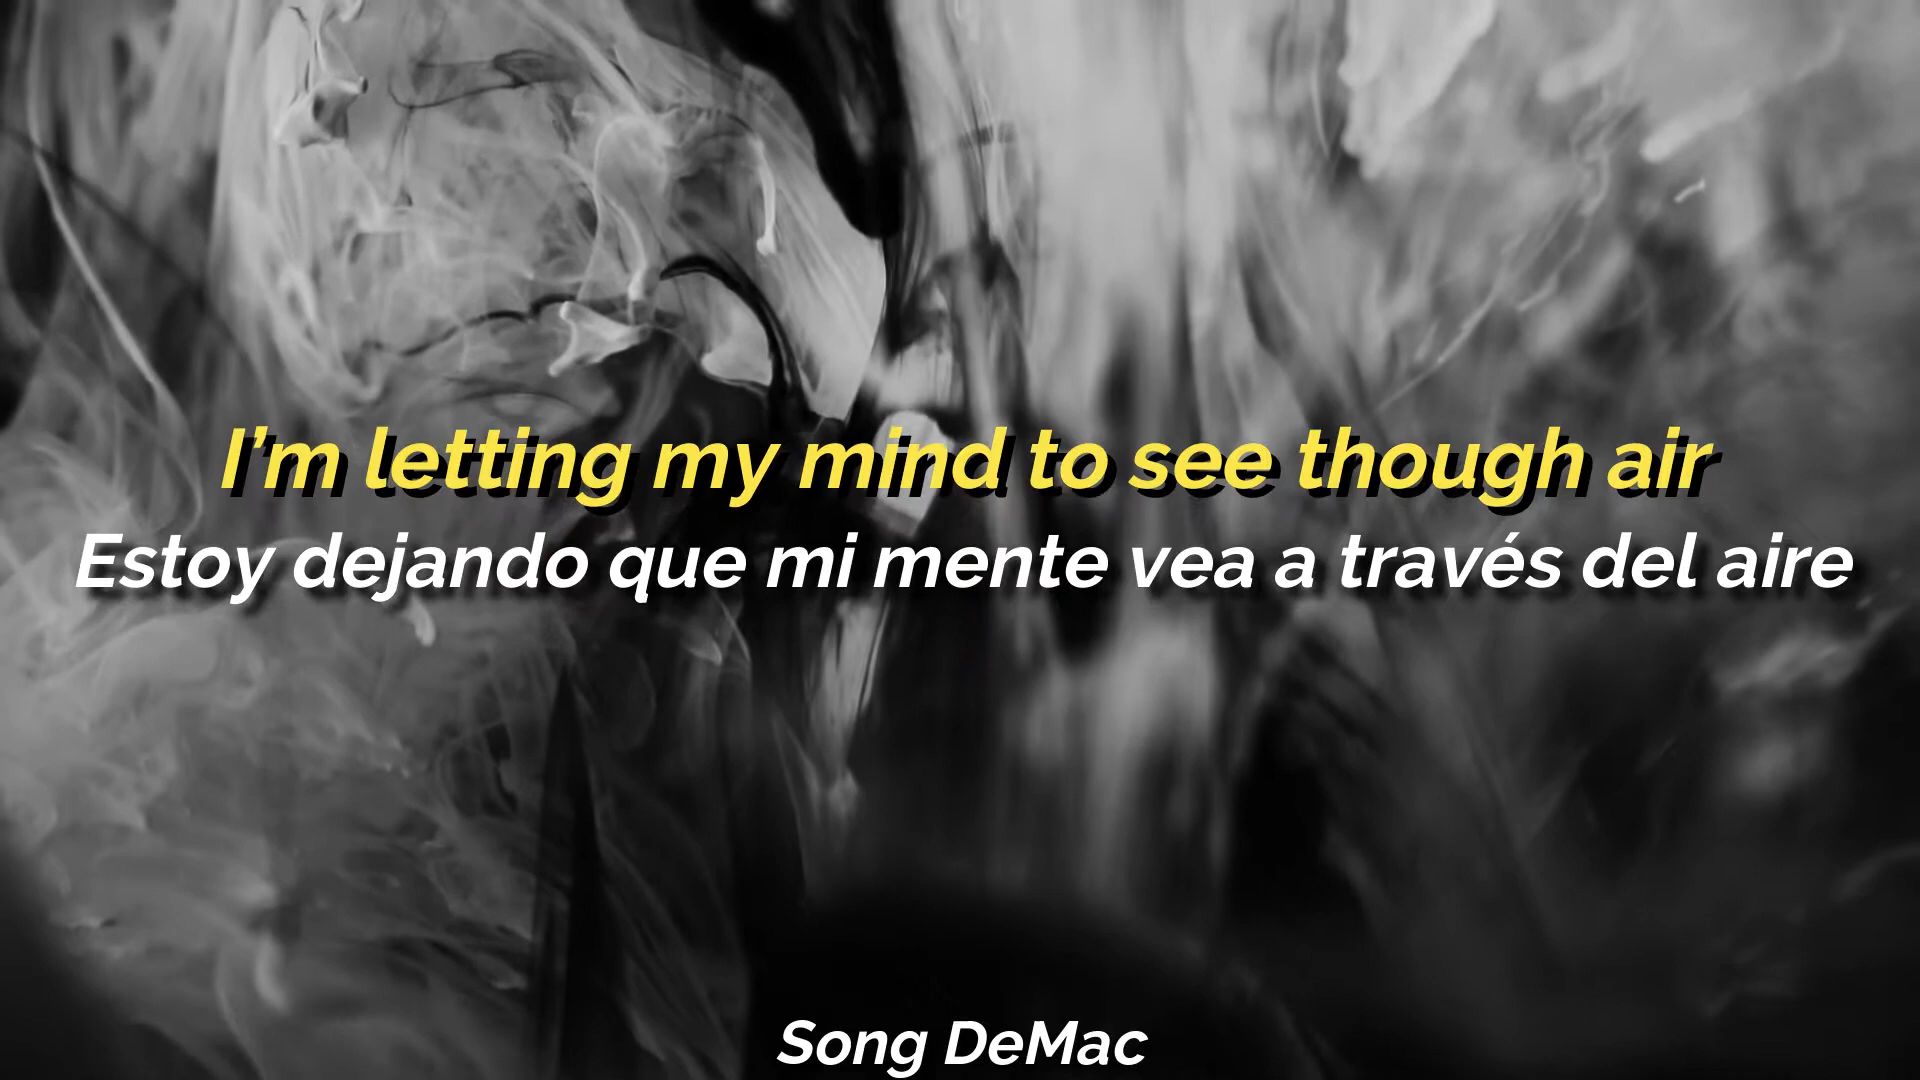 I'm letting my mind to see though air
Estoy dejando que mi mente vea a través del aire
Song DeMac